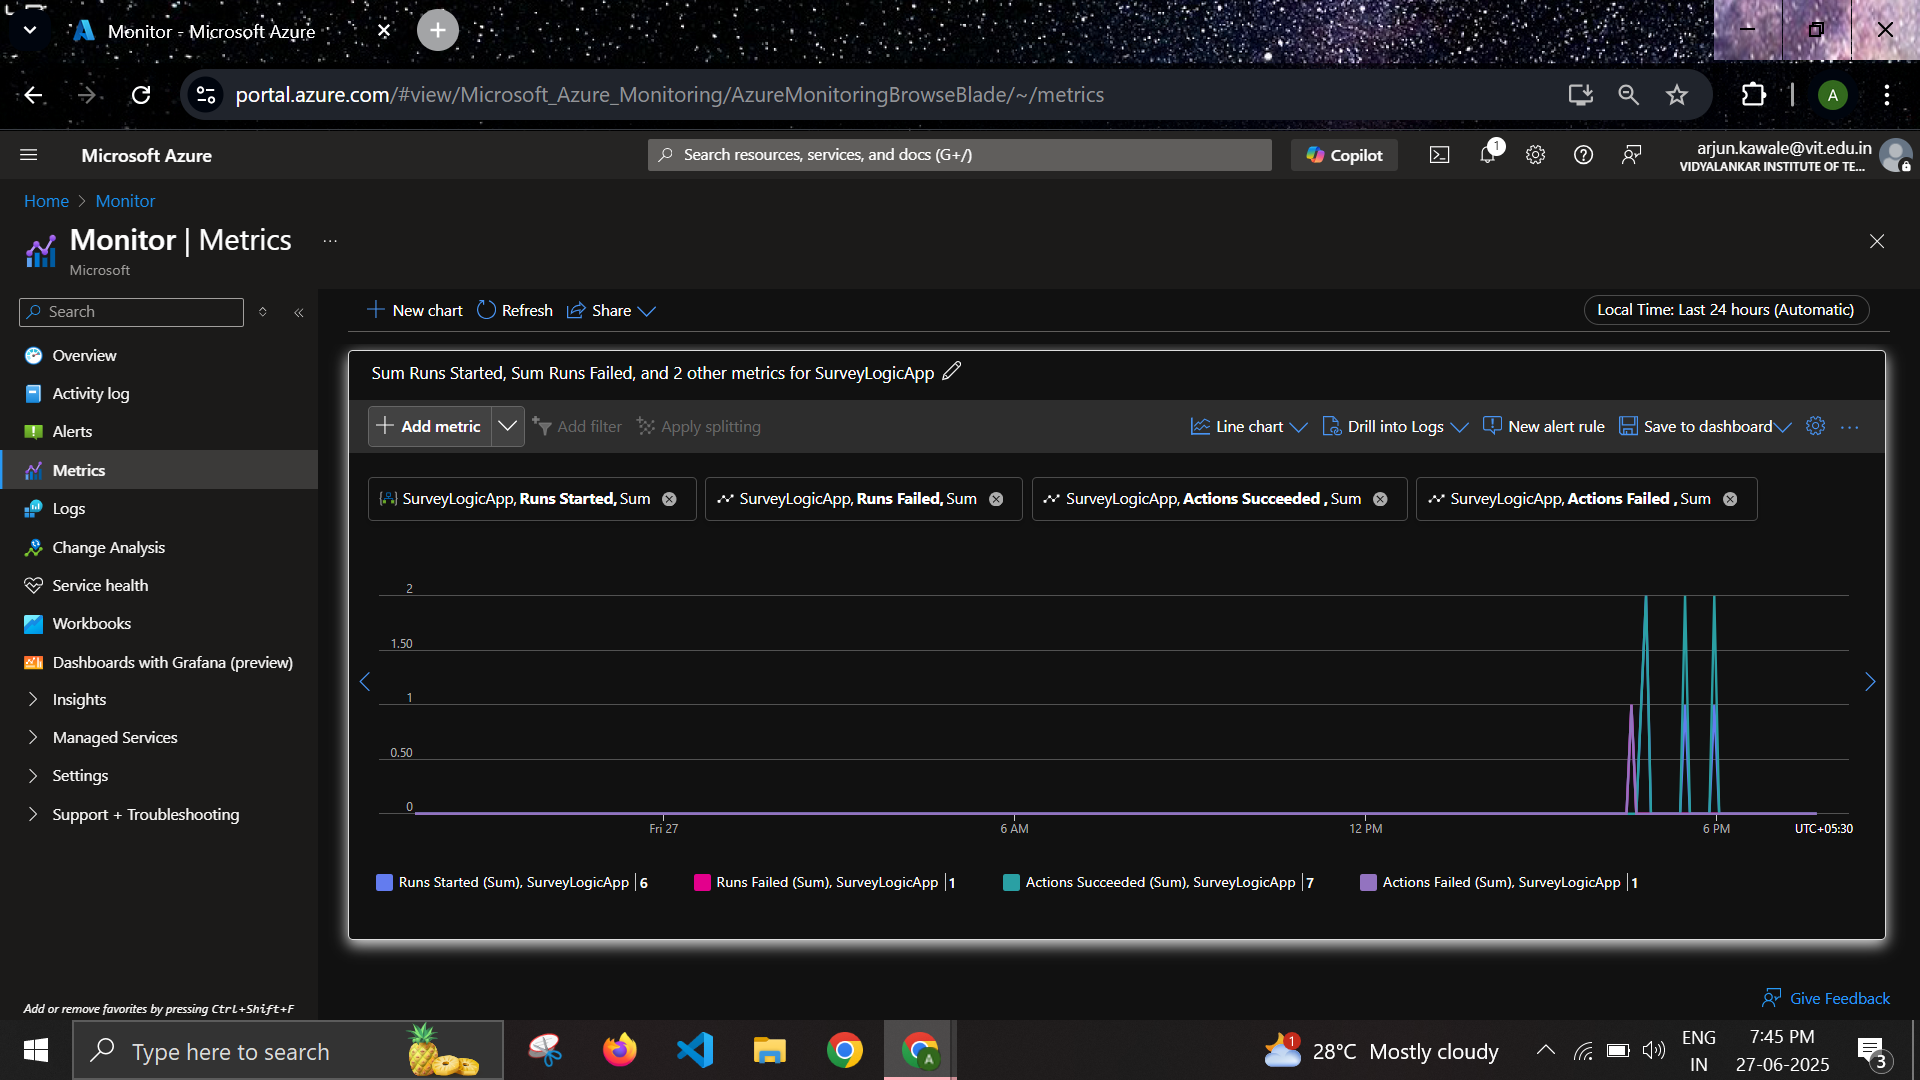 Monitor - Microsoft Azure
portal.azure.com/#view/Microsoft_Azure_Monitoring/AzureMonitoringBrowseBlade/~/metrics
A
Microsoft Azure
Search resources, services, and docs (G+/)
Copilot
1
arjun.kawale@vit.edu.in
VIDYALANKAR INSTITUTE OF TE...
Home > Monitor
Monitor | Metrics ...
Microsoft
Search
Overview
Activity log
Alerts
Metrics
Logs
Change Analysis
Service health
Workbooks
Dashboards with Grafana (preview)
Insights
Managed Services
Settings
Support + Troubleshooting
Add or remove favorites by pressing Ctrl+Shift+F
New chart Refresh Share
Local Time: Last 24 hours (Automatic)
Sum Runs Started, Sum Runs Failed, and 2 other metrics for SurveyLogicApp
Add metric Add filter Apply splitting Line chart Drill into Logs New alert rule Save to dashboard ...
SurveyLogicApp, Runs Started, Sum
SurveyLogicApp, Runs Failed, Sum
SurveyLogicApp, Actions Succeeded , Sum
SurveyLogicApp, Actions Failed , Sum
2
1.50
1
0.50
0
Fri 27 6 AM 12 PM 6 PM UTC+05:30
Runs Started (Sum), SurveyLogicApp | 6
Runs Failed (Sum), SurveyLogicApp | 1
Actions Succeeded (Sum), SurveyLogicApp | 7
Actions Failed (Sum), SurveyLogicApp | 1
Give Feedback
Type here to search
A
1
28°C Mostly cloudy
ENG
IN
7:45 PM
27-06-2025
3